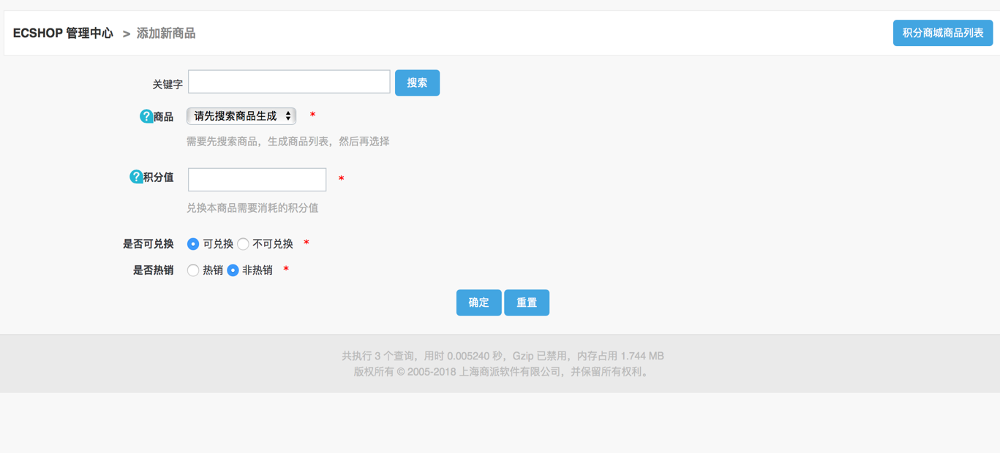 ECSHOP 管理中心 > 添加新商品 积分商城商品列表
关键字 搜索
?商品 请先搜索商品生成 *
需要先搜索商品，生成商品列表，然后再选择
?积分值 *
兑换本商品需要消耗的积分值
是否可兑换 可兑换 不可兑换 *
是否热销 热销 非热销 *
确定 重置
共执行 3 个查询，用时 0.005240 秒，Gzip 已禁用，内存占用 1.744 MB
版权所有 © 2005-2018 上海商派软件有限公司，并保留所有权利。